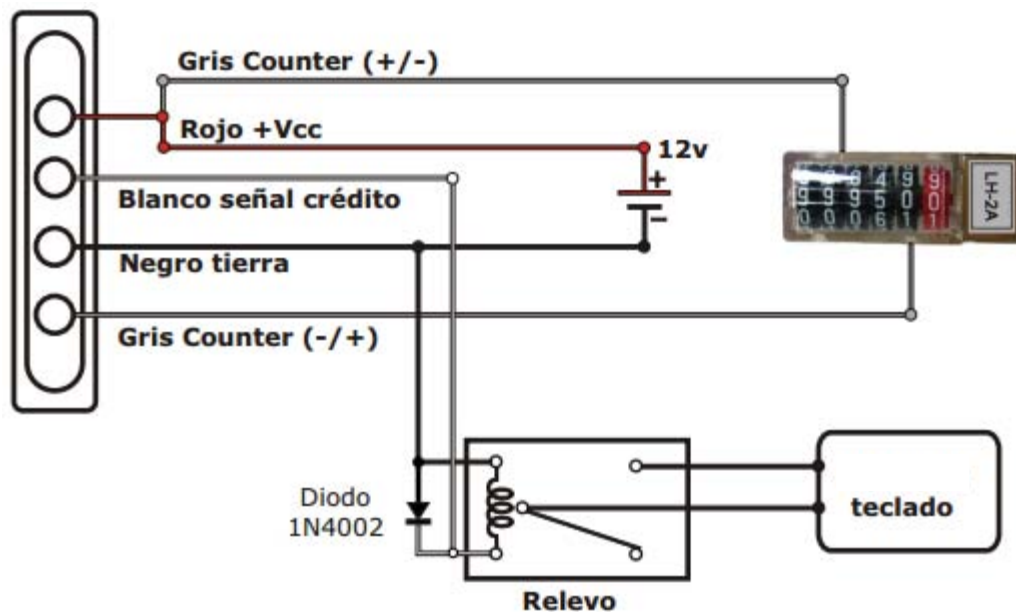 Gris Counter (+/-)
Rojo +Vcc
12v
+
-
LH-2A
Blanco señal crédito
Negro tierra
Gris Counter (-/+)
Diodo
1N4002
teclado
Relevo